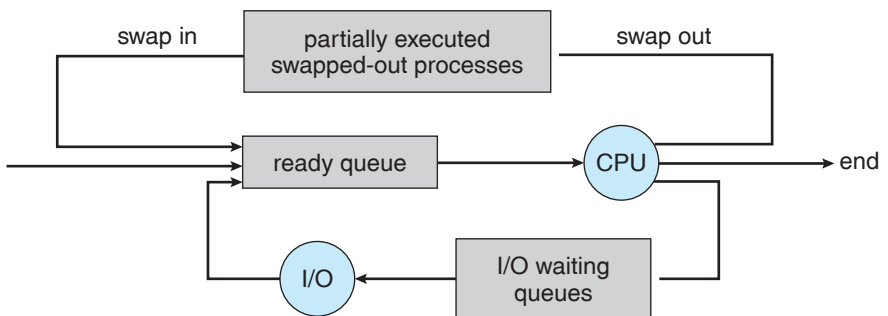 swap in
partially executed
swapped-out processes
swap out
ready queue
CPU
end
I/O
I/O waiting
queues